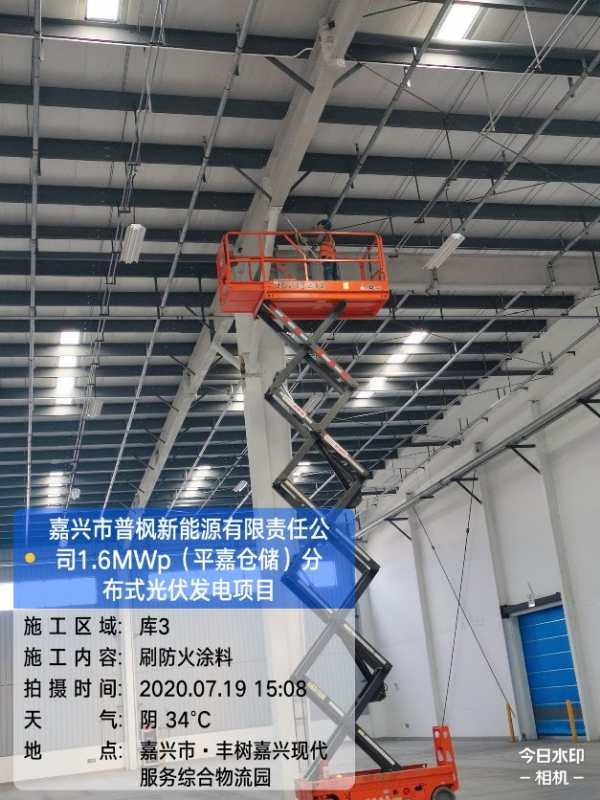 嘉兴市普枫新能源有限责任公
司1.6MWp（平嘉仓储）分
布式光伏发电项目
施工区域: 库3
施工内容: 刷防火涂料
拍摄时间: 2020.07.19 15:08
天气: 阴 34°C
地点: 嘉兴市·丰树嘉兴现代
服务综合物流园
今日水印
-相机-